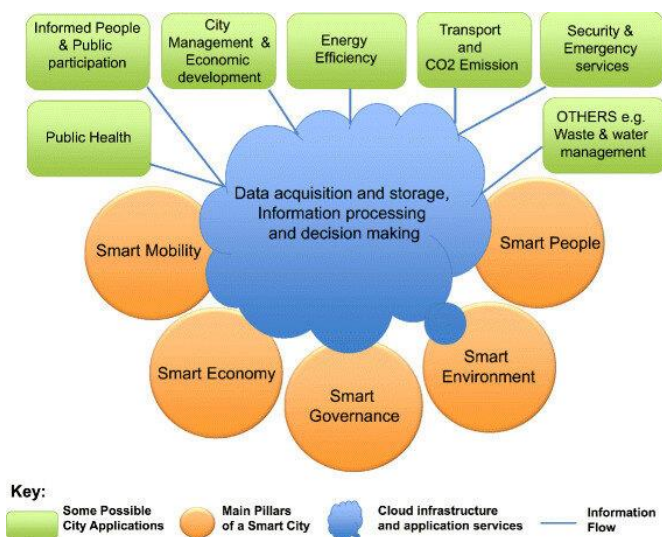 Informed People
& Public
participation
City
Management &
Economic
development
Energy
Efficiency
Transport
and
CO2 Emission
Security &
Emergency
services
Public Health
OTHERS e.g.
Waste & water
management
Data acquisition and storage,
Information processing
and decision making
Smart Mobility
Smart People
Smart Economy
Smart
Governance
Smart
Environment
Key:
Some Possible
City Applications
Main Pillars
of a Smart City
Cloud infrastructure
and application services
Information
Flow